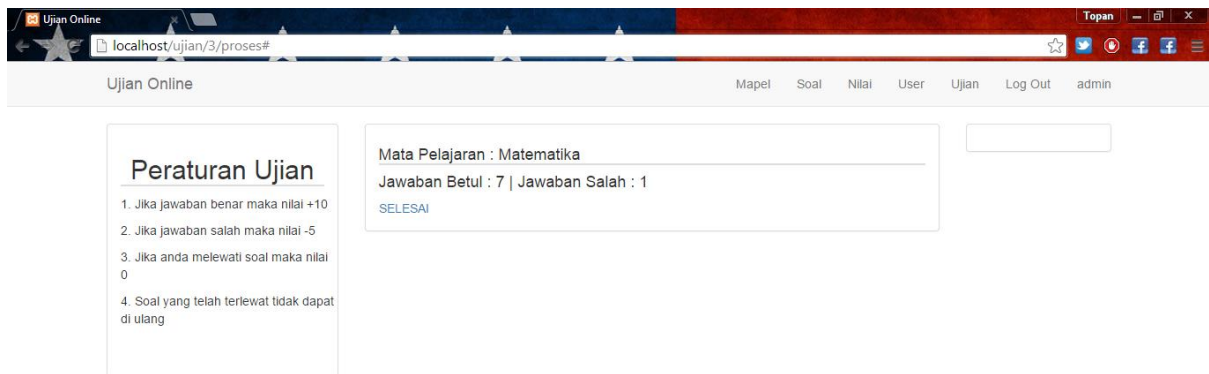 Ujian Online
Topan
localhost/ujian/3/proses#
Ujian Online
Mapel Soal Nilai User Ujian Log Out admin
Peraturan Ujian
1. Jika jawaban benar maka nilai +10
2. Jika jawaban salah maka nilai -5
3. Jika anda melewati soal maka nilai
0
4. Soal yang telah terlewat tidak dapat
di ulang
Mata Pelajaran : Matematika
Jawaban Betul : 7 | Jawaban Salah : 1
SELESAI